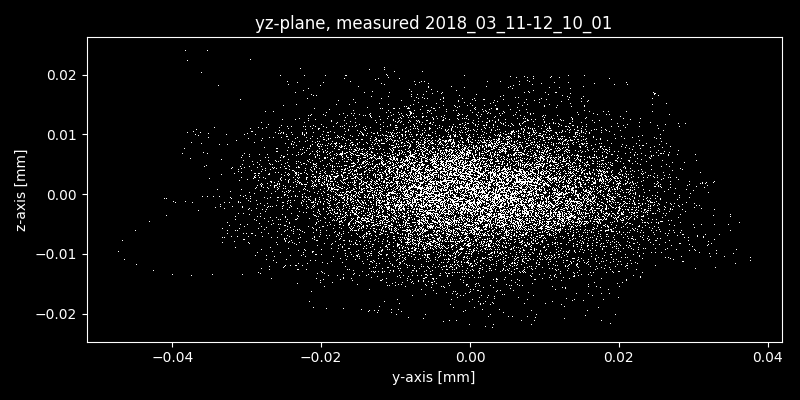 yz-plane, measured 2018_03_11-12_10_01
0.02
0.01
0.00
−0.01
−0.02
z-axis [mm]
−0.04 −0.02 0.00 0.02 0.04
y-axis [mm]